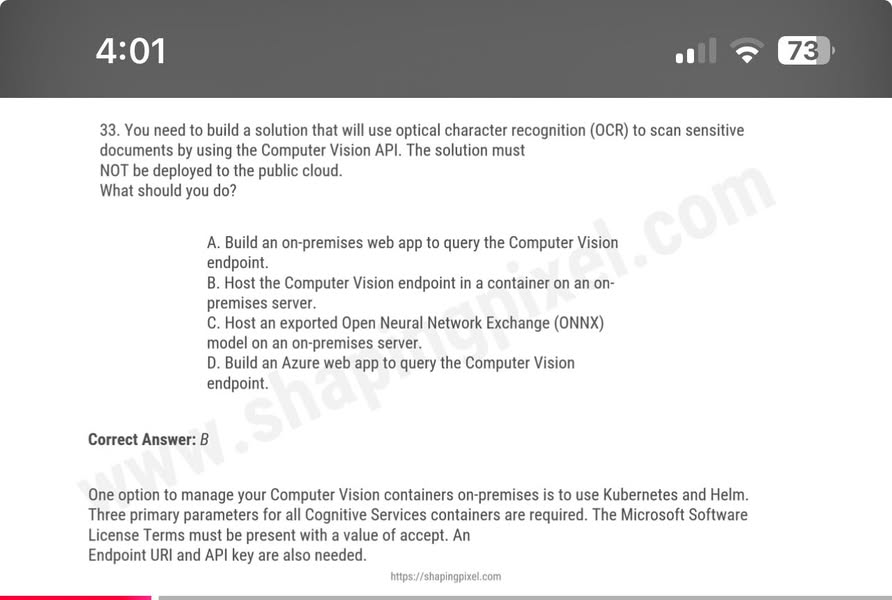 4:01
73
33. You need to build a solution that will use optical character recognition (OCR) to scan sensitive
documents by using the Computer Vision API. The solution must
NOT be deployed to the public cloud.
What should you do?
A. Build an on-premises web app to query the Computer Vision
endpoint.
B. Host the Computer Vision endpoint in a container on an on-
premises server.
C. Host an exported Open Neural Network Exchange (ONNX)
model on an on-premises server.
D. Build an Azure web app to query the Computer Vision
endpoint.
www.shapingpixel.com
Correct Answer: B
One option to manage your Computer Vision containers on-premises is to use Kubernetes and Helm.
Three primary parameters for all Cognitive Services containers are required. The Microsoft Software
License Terms must be present with a value of accept. An
Endpoint URI and API key are also needed.
https://shapingpixel.com